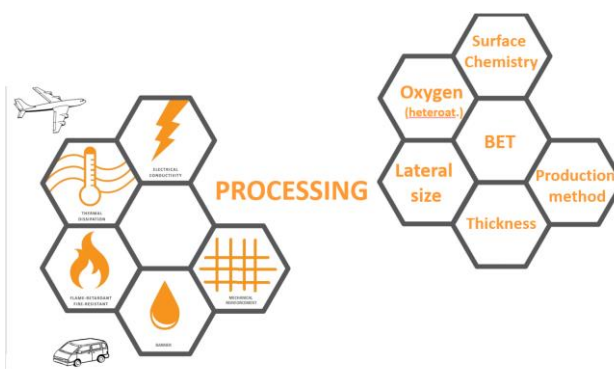 ELECTRICAL
CONDUCTIVITY
THERMAL
DISSIPATION
FLAME-RETARDANT
FIRE-RESISTANT
BARRIER
MECHANICAL
REINFORCEMENT
PROCESSING
Surface
Chemistry
Oxygen
(heteroat.)
BET
Lateral
size
Production
method
Thickness